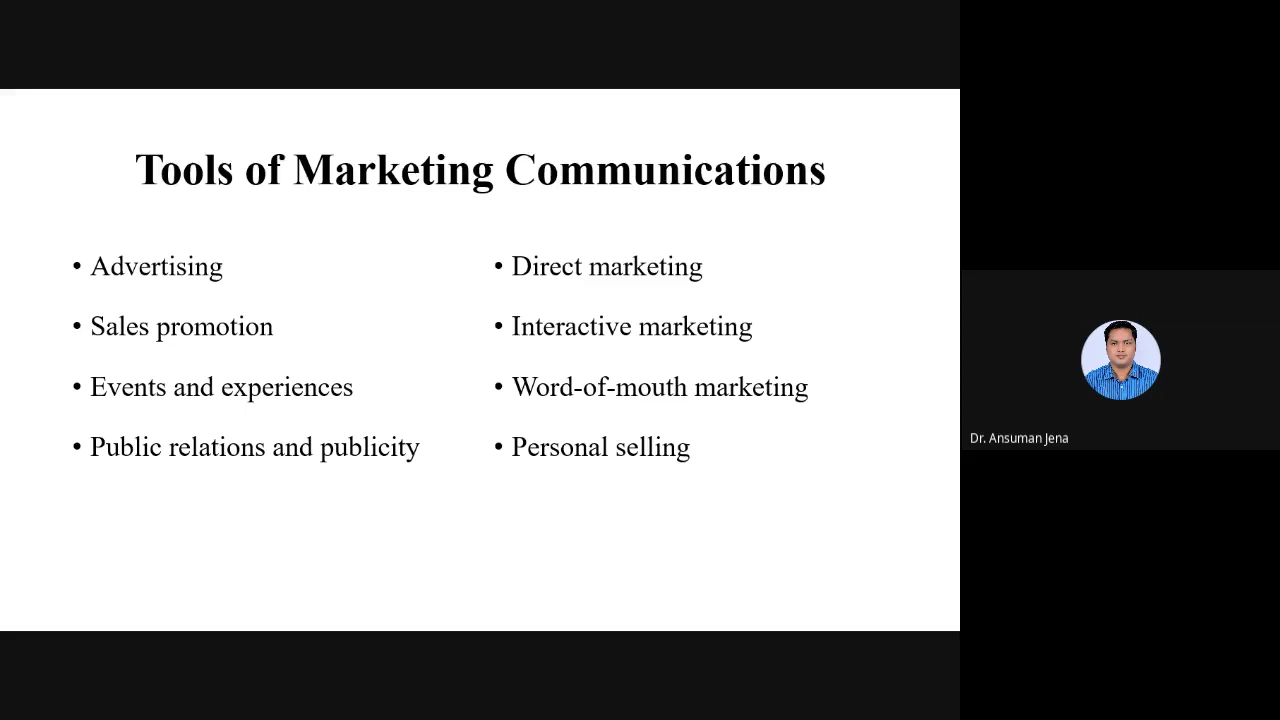 Tools of Marketing Communications
• Advertising
• Sales promotion
• Events and experiences
• Public relations and publicity
• Direct marketing
• Interactive marketing
• Word-of-mouth marketing
• Personal selling
Dr. Ansuman Jena